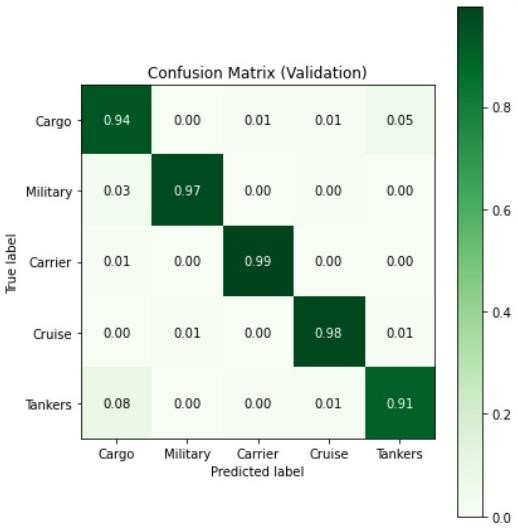 Confusion Matrix (Validation)
True label
Cargo 0.94 0.00 0.01 0.01 0.05
Military 0.03 0.97 0.00 0.00 0.00
Carrier 0.01 0.00 0.99 0.00 0.00
Cruise 0.00 0.01 0.00 0.98 0.01
Tankers 0.08 0.00 0.00 0.01 0.91
Cargo Military Carrier Cruise Tankers
Predicted label
0.8
0.6
0.4
0.2
0.0